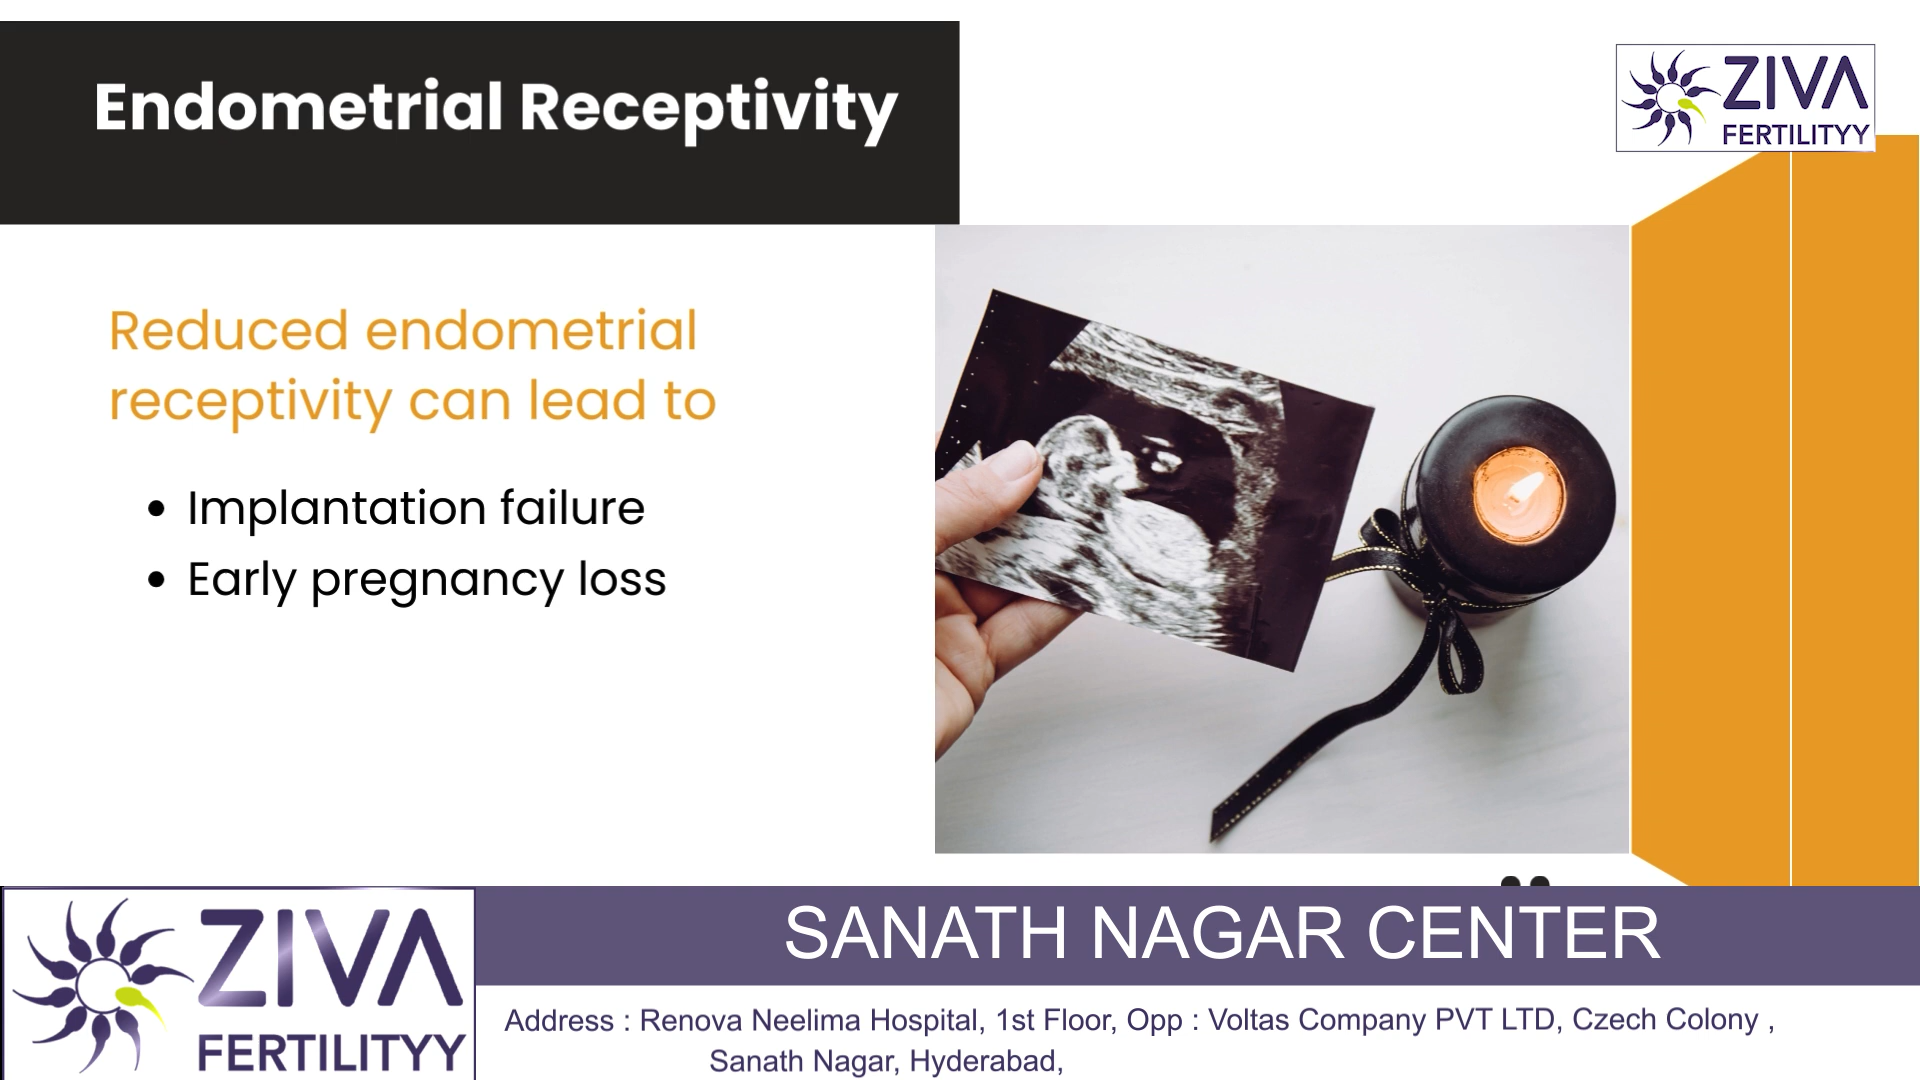 Endometrial Receptivity
ZIVA
FERTILITYY
Reduced endometrial
receptivity can lead to
• Implantation failure
• Early pregnancy loss
ZIVA
FERTILITYY
SANATH NAGAR CENTER
Address : Renova Neelima Hospital, 1st Floor, Opp : Voltas Company PVT LTD, Czech Colony ,
Sanath Nagar, Hyderabad,